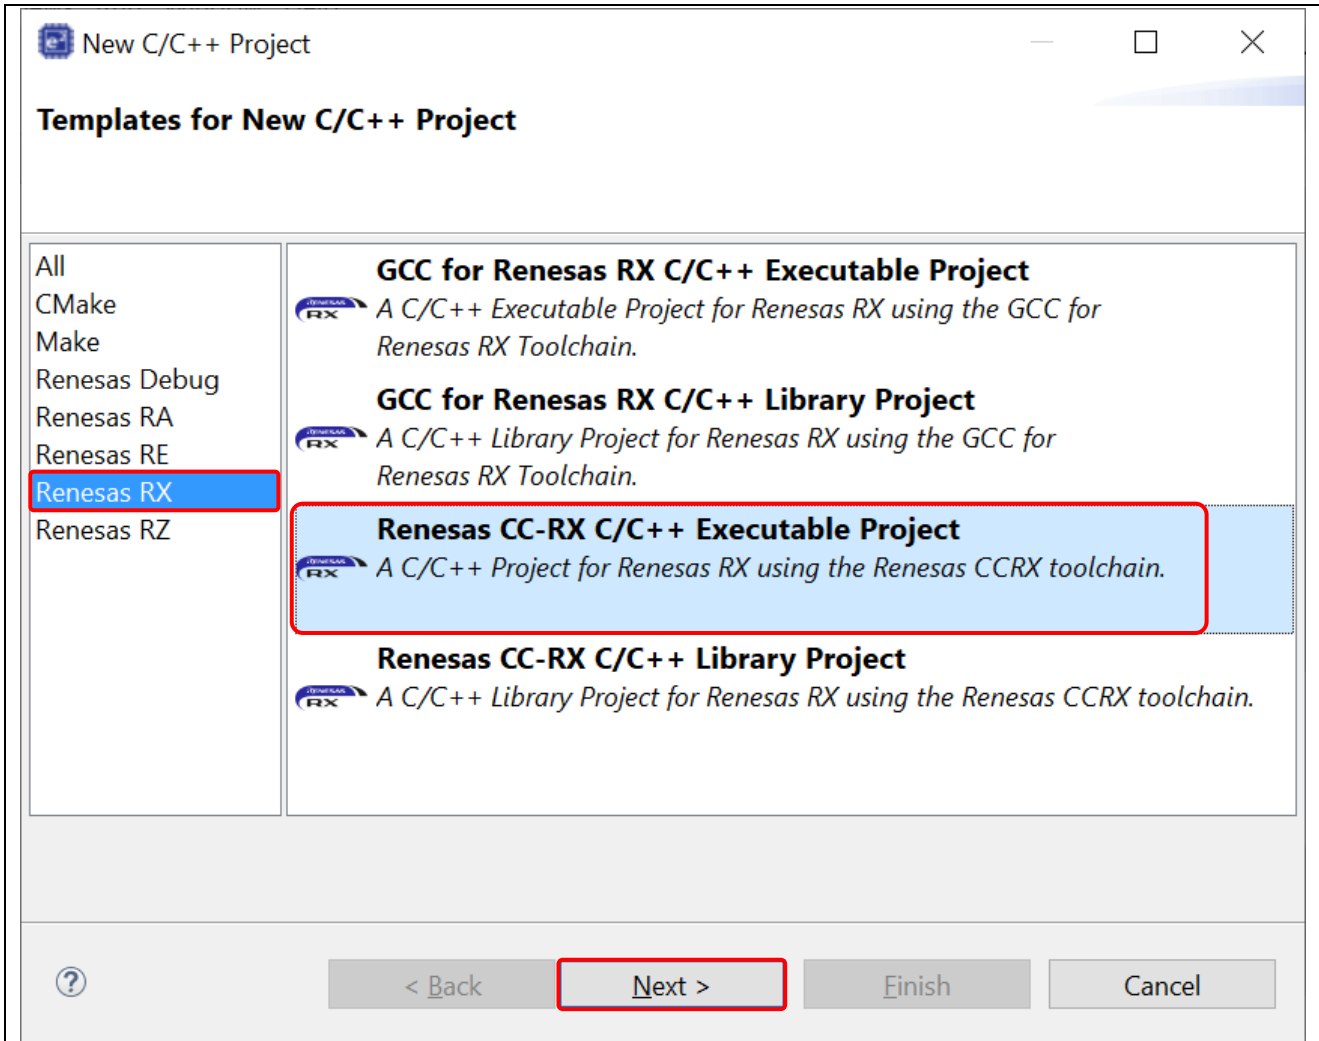 New C/C++ Project
Templates for New C/C++ Project
All
CMake
Make
Renesas Debug
Renesas RA
Renesas RE
Renesas RX
Renesas RZ
GCC for Renesas RX C/C++ Executable Project
A C/C++ Executable Project for Renesas RX using the GCC for
Renesas RX Toolchain.
GCC for Renesas RX C/C++ Library Project
A C/C++ Library Project for Renesas RX using the GCC for
Renesas RX Toolchain.
Renesas CC-RX C/C++ Executable Project
A C/C++ Project for Renesas RX using the Renesas CCRX toolchain.
Renesas CC-RX C/C++ Library Project
A C/C++ Library Project for Renesas RX using the Renesas CCRX toolchain.
RENESAS
RX
RENESAS
RX
RENESAS
RX
RENESAS
RX
< Back
Next >
Finish
Cancel